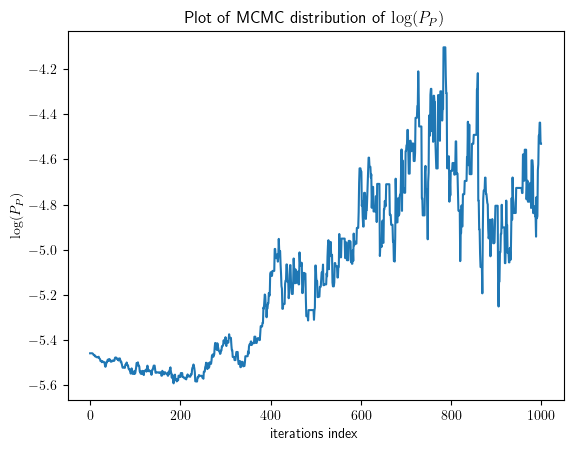 Plot of MCMC distribution of log(P_P)
log(P_P)
−4.2
−4.4
−4.6
−4.8
−5.0
−5.2
−5.4
−5.6
0 200 400 600 800 1000
iterations index